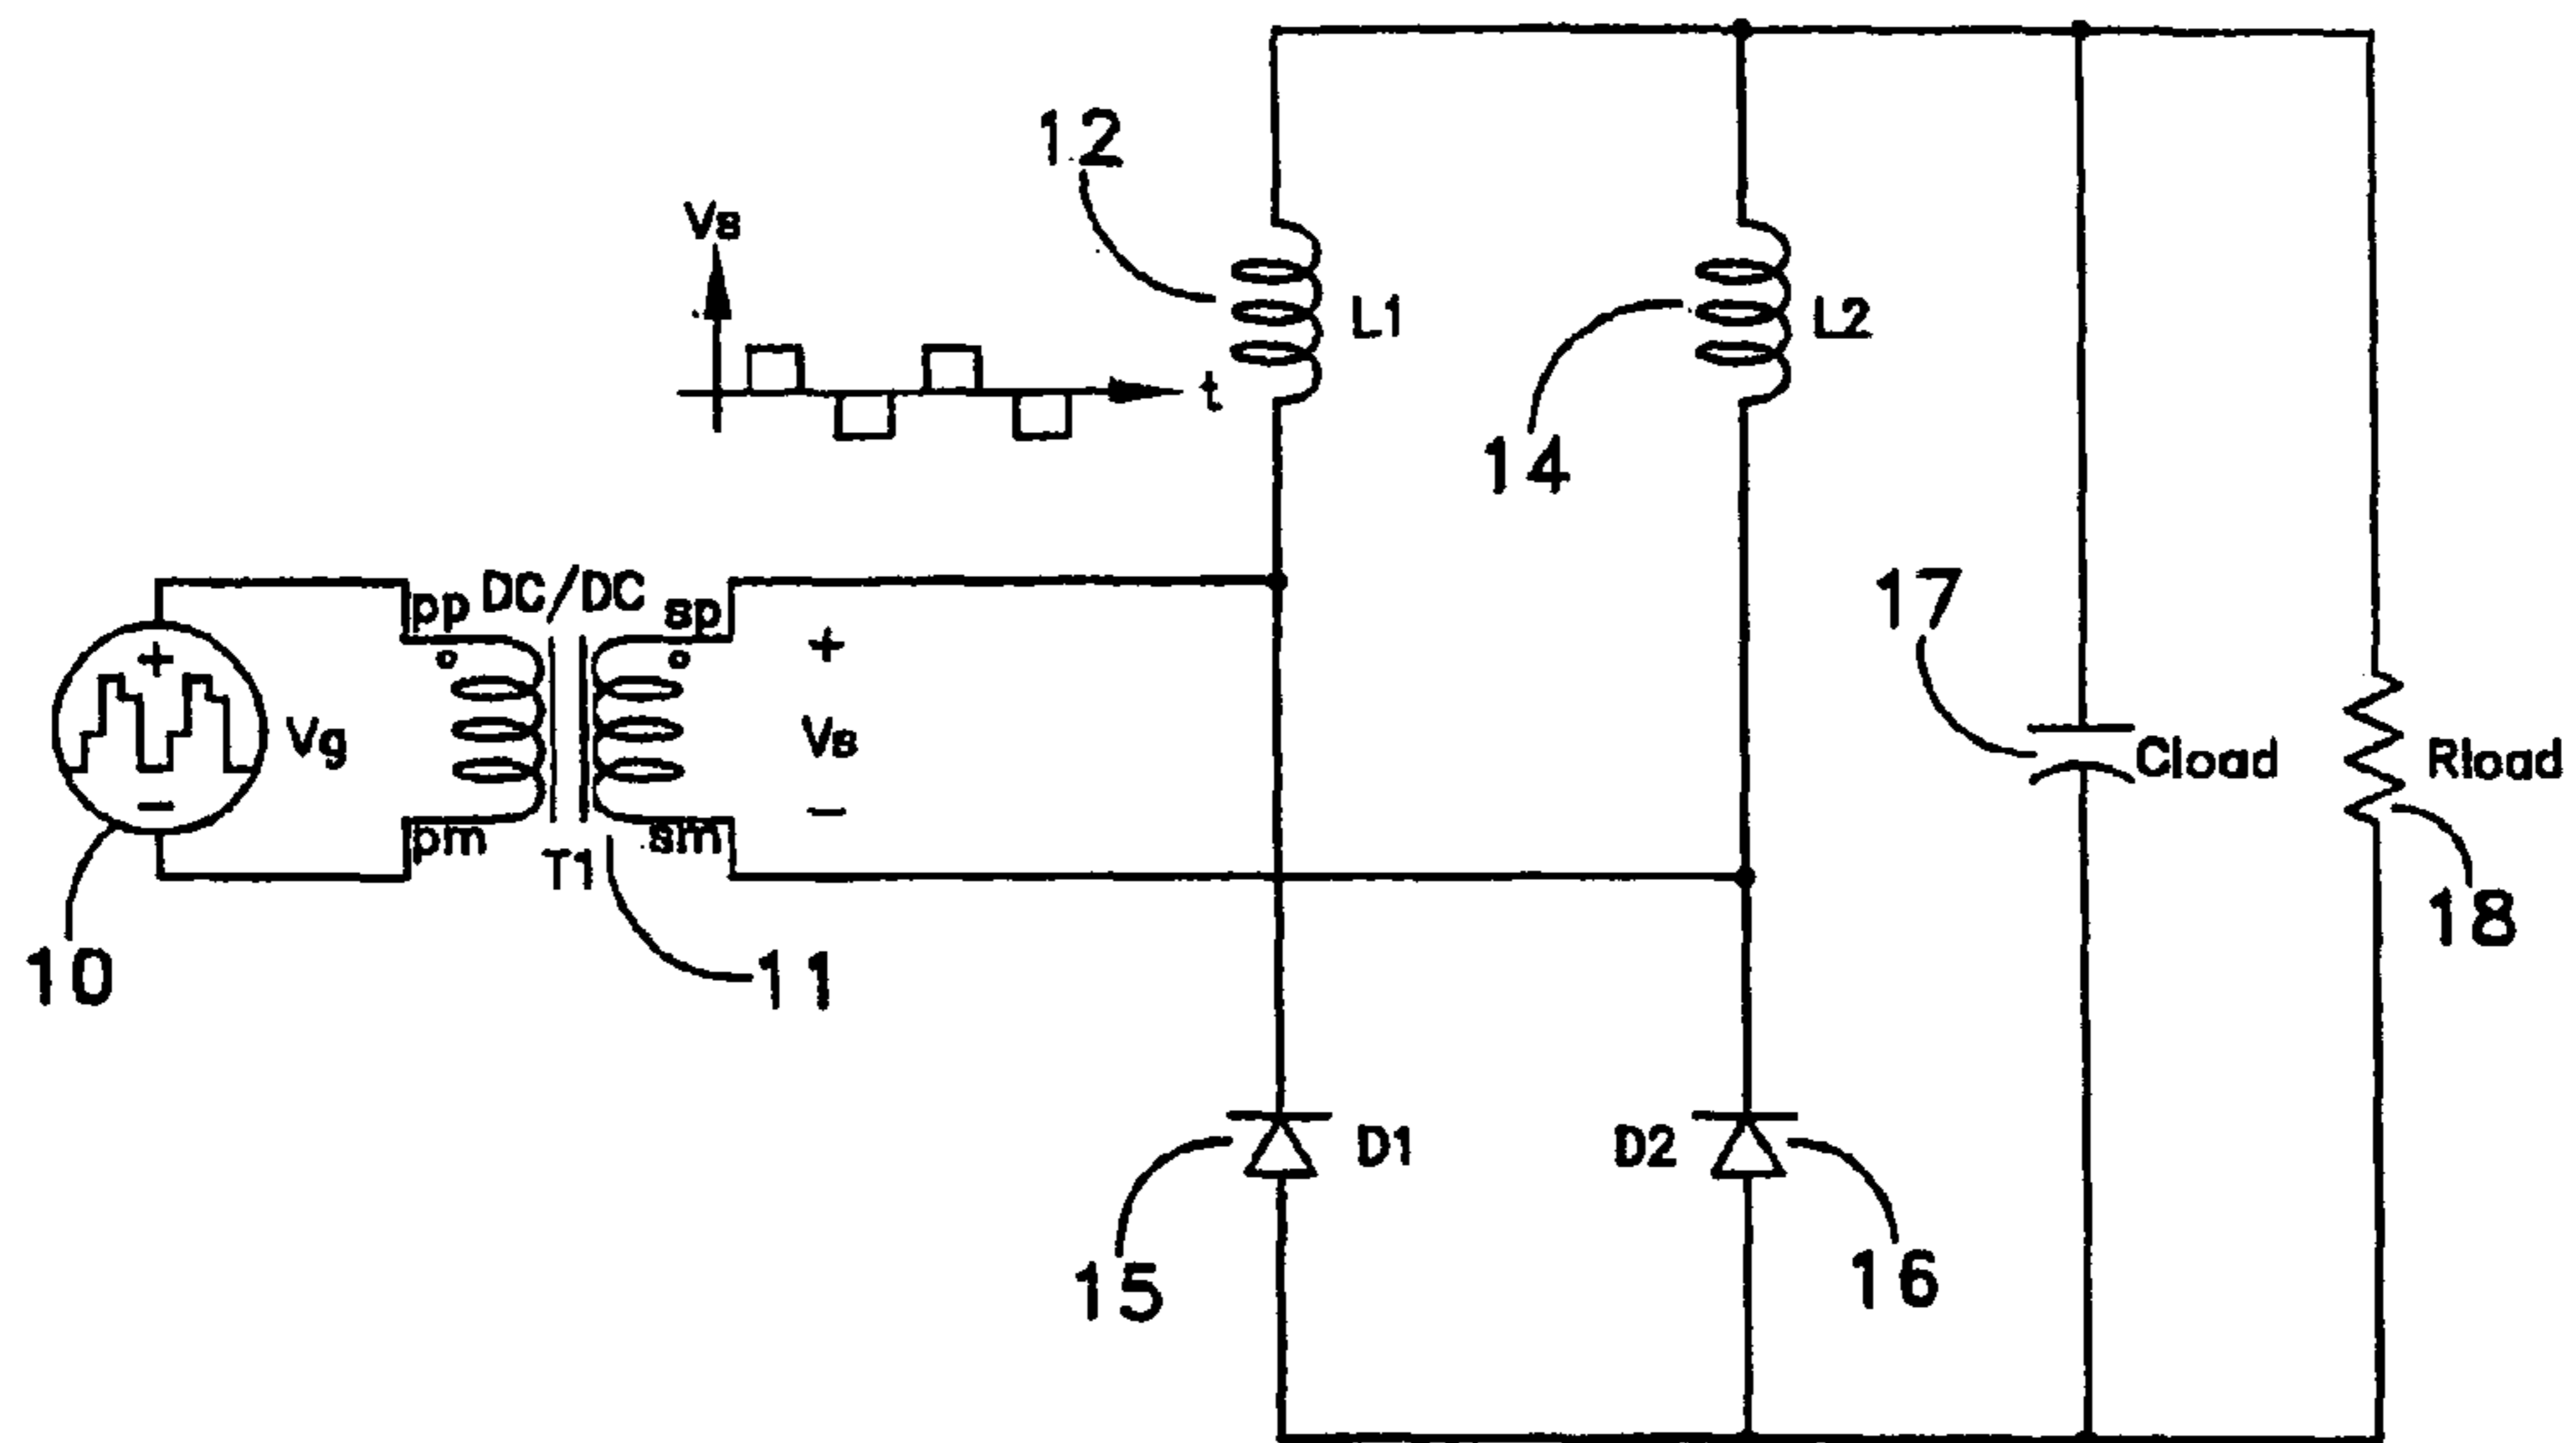 12
Vs
L1
L2
t
14
DC/DC
pp
sp
17
+
+
Vg
Vs
Cload
Rload
−
−
pm
sm
T1
18
10
11
D1
D2
15
16